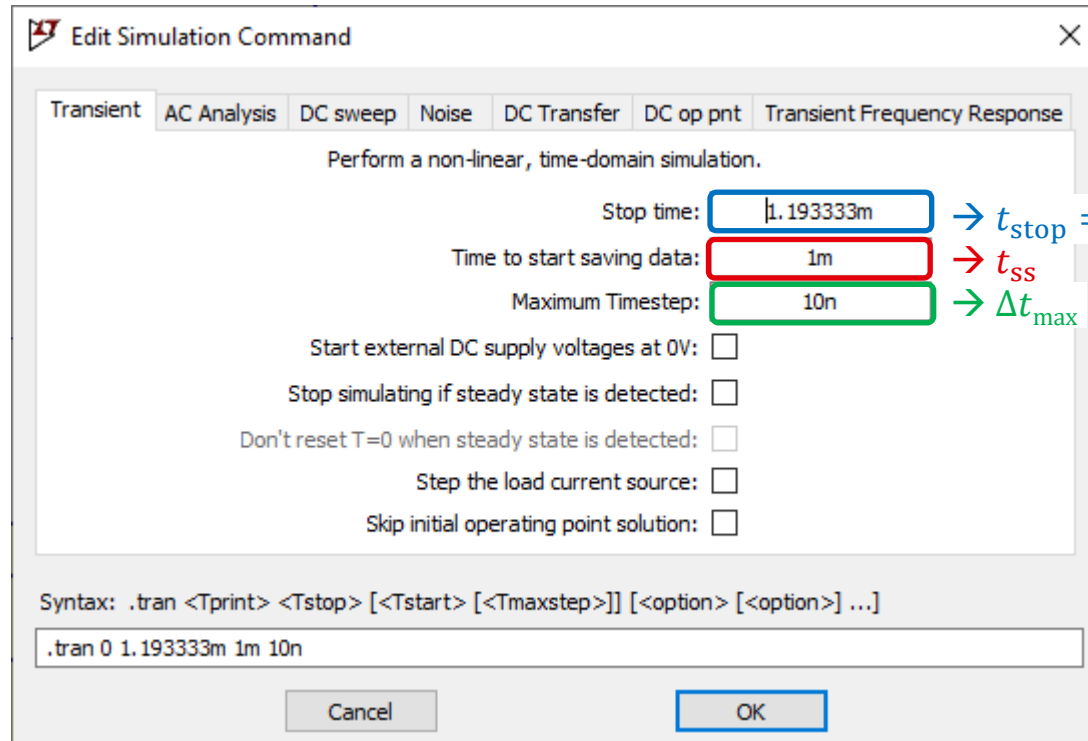 Edit Simulation Command
Transient AC Analysis DC sweep Noise DC Transfer DC op pnt Transient Frequency Response
Perform a non-linear, time-domain simulation.
Stop time: 1.193333m → t_stop =
Time to start saving data: 1m → t_ss
Maximum Timestep: 10n → Δt_max
Start external DC supply voltages at 0V:
Stop simulating if steady state is detected:
Don't reset T=0 when steady state is detected:
Step the load current source:
Skip initial operating point solution:
Syntax: .tran <Tprint> <Tstop> [<Tstart> [<Tmaxstep>]] [<option> [<option>] ...]
.tran 0 1.193333m 1m 10n
Cancel OK